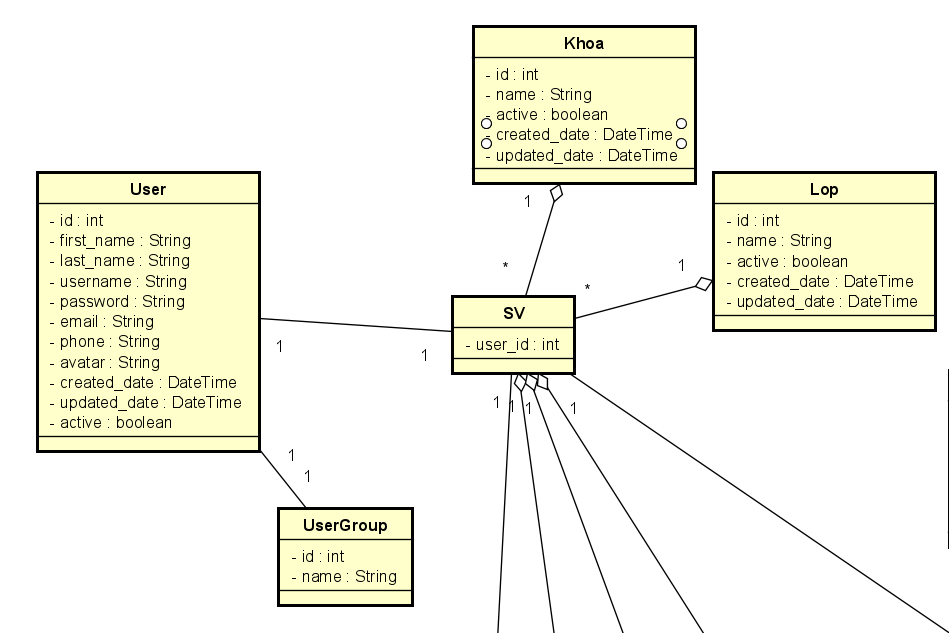 Khoa
- id : int
- name : String
- active : boolean
- created_date : DateTime
- updated_date : DateTime
1
*
User
- id : int
- first_name : String
- last_name : String
- username : String
- password : String
- email : String
- phone : String
- avatar : String
- created_date : DateTime
- updated_date : DateTime
- active : boolean
Lop
- id : int
- name : String
- active : boolean
- created_date : DateTime
- updated_date : DateTime
1
*
SV
- user_id : int
1
1
1
1
1
1
1
1
UserGroup
- id : int
- name : String